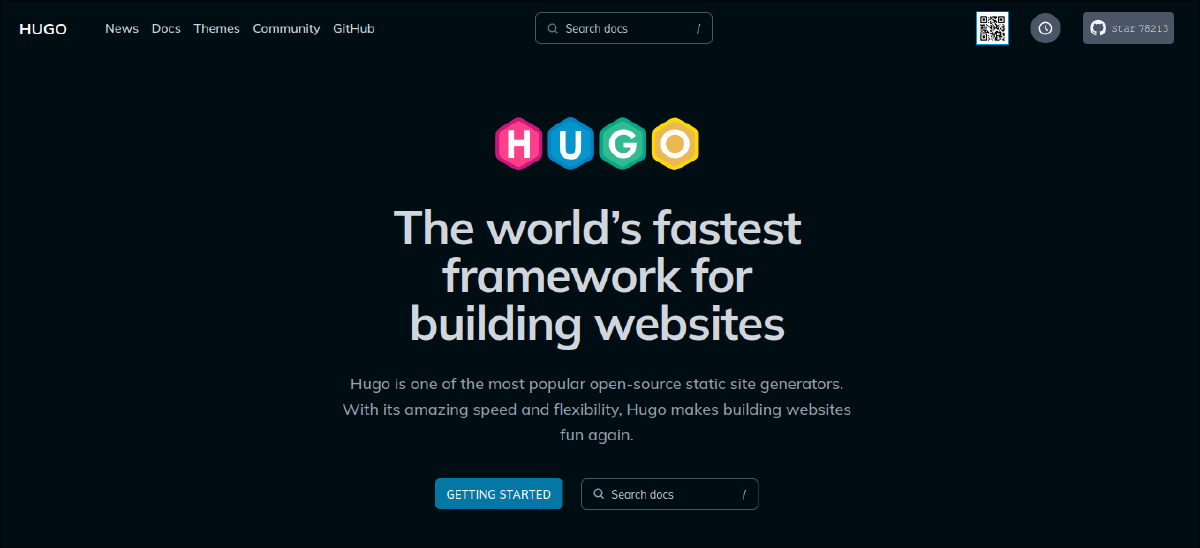 HUGO
News Docs Themes Community GitHub
Search docs /
star 78213
HUGO
The world’s fastest
framework for
building websites
Hugo is one of the most popular open-source static site generators.
With its amazing speed and flexibility, Hugo makes building websites
fun again.
GETTING STARTED
Search docs /